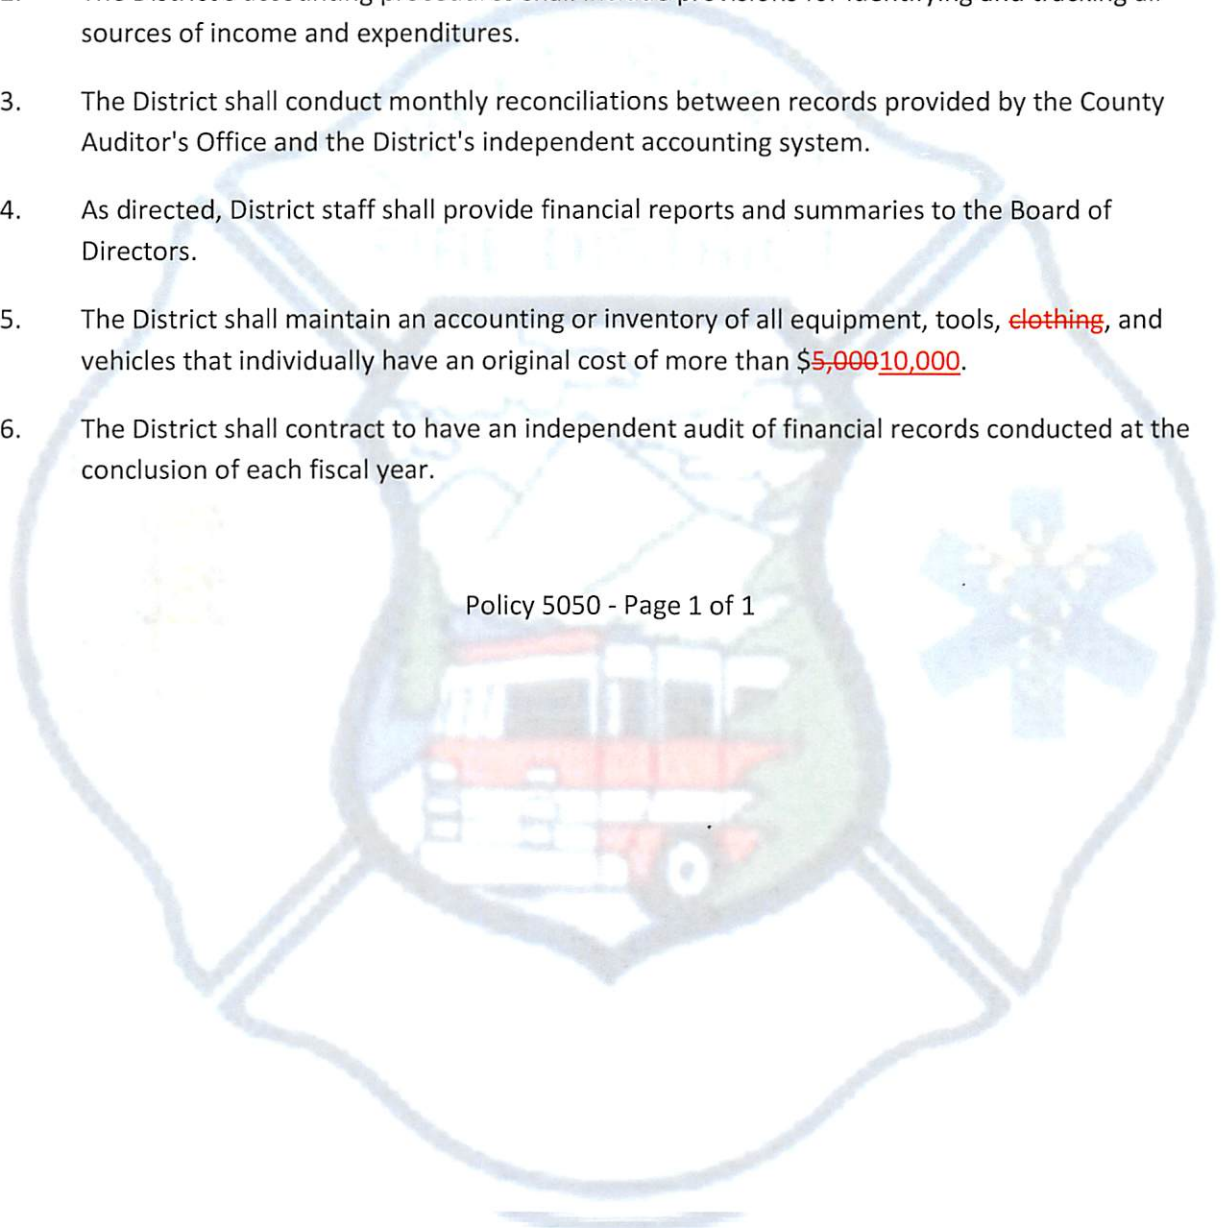 sources of income and expenditures.
3. The District shall conduct monthly reconciliations between records provided by the County
Auditor's Office and the District's independent accounting system.
4. As directed, District staff shall provide financial reports and summaries to the Board of
Directors.
5. The District shall maintain an accounting or inventory of all equipment, tools, clothing, and
vehicles that individually have an original cost of more than $5,00010,000.
6. The District shall contract to have an independent audit of financial records conducted at the
conclusion of each fiscal year.
Policy 5050 - Page 1 of 1